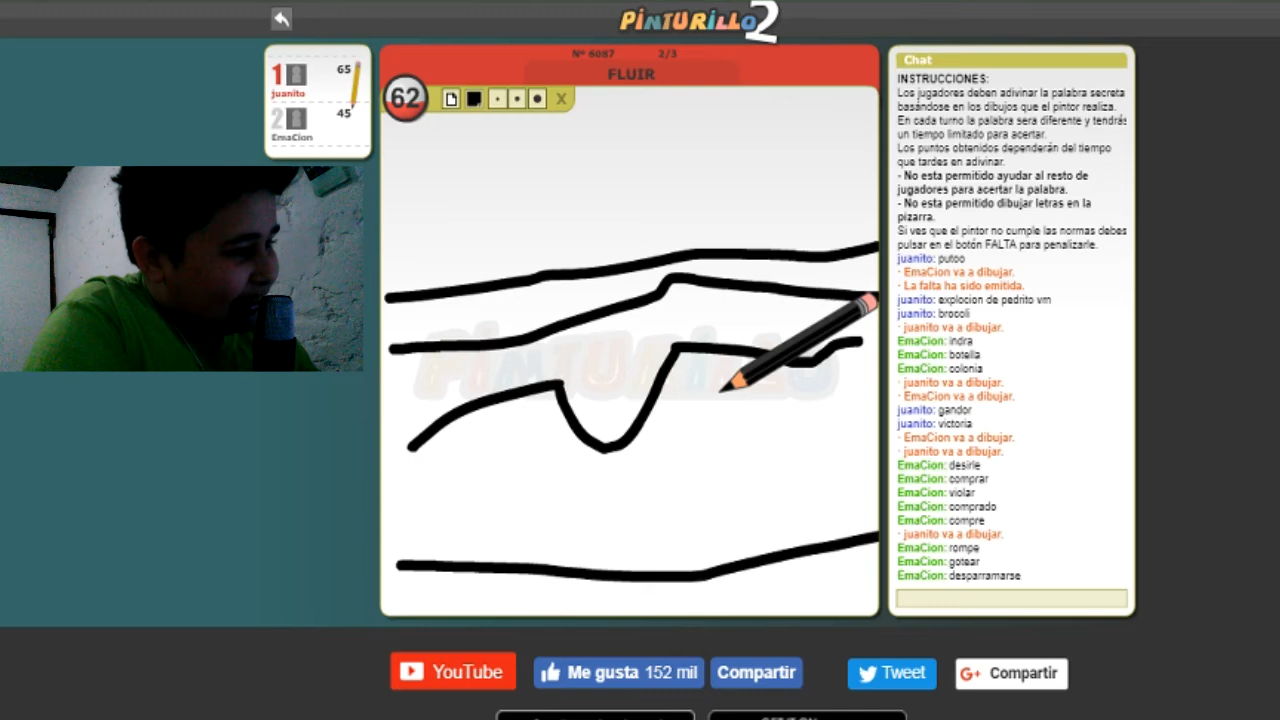 PINTURILLO 2
Nº 6087 2/3
FLUIR
62
1 juanito 65
2 EmaCion 45
X
PINTURILLO
Chat
INSTRUCCIONES:
Los jugadores deben adivinar la palabra secreta
basándose en los dibujos que el pintor realiza.
En cada turno la palabra sera diferente y tendrás
un tiempo limitado para acertar.
Los puntos obtenidos dependerán del tiempo
que tardes en adivinar.
- No esta permitido ayudar al resto de
jugadores para acertar la palabra.
- No esta permitido dibujar letras en la
pizarra.
Si ves que el pintor no cumple las normas debes
pulsar en el botón FALTA para penalizarle.
juanito: putoo
· EmaCion va a dibujar.
· La falta ha sido emitida.
juanito: explocion de pedrito vm
juanito: brocoli
· juanito va a dibujar.
EmaCion: indra
EmaCion: botella
EmaCion: colonia
· juanito va a dibujar.
· EmaCion va a dibujar.
juanito: gandor
juanito: victoria
· EmaCion va a dibujar.
· juanito va a dibujar.
EmaCion: desirle
EmaCion: comprar
EmaCion: violar
EmaCion: comprado
EmaCion: compre
· juanito va a dibujar.
EmaCion: rompe
EmaCion: gotear
EmaCion: desparramarse
YouTube
Me gusta 152 mil
Compartir
Tweet
G+ Compartir